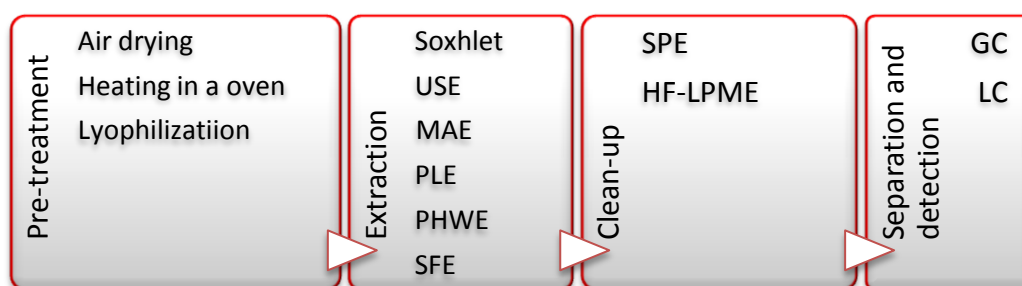 Pre-treatment
Air drying
Heating in a oven
Lyophilizatiion
Extraction
Soxhlet
USE
MAE
PLE
PHWE
SFE
Clean-up
SPE
HF-LPME
Separation and
detection
GC
LC